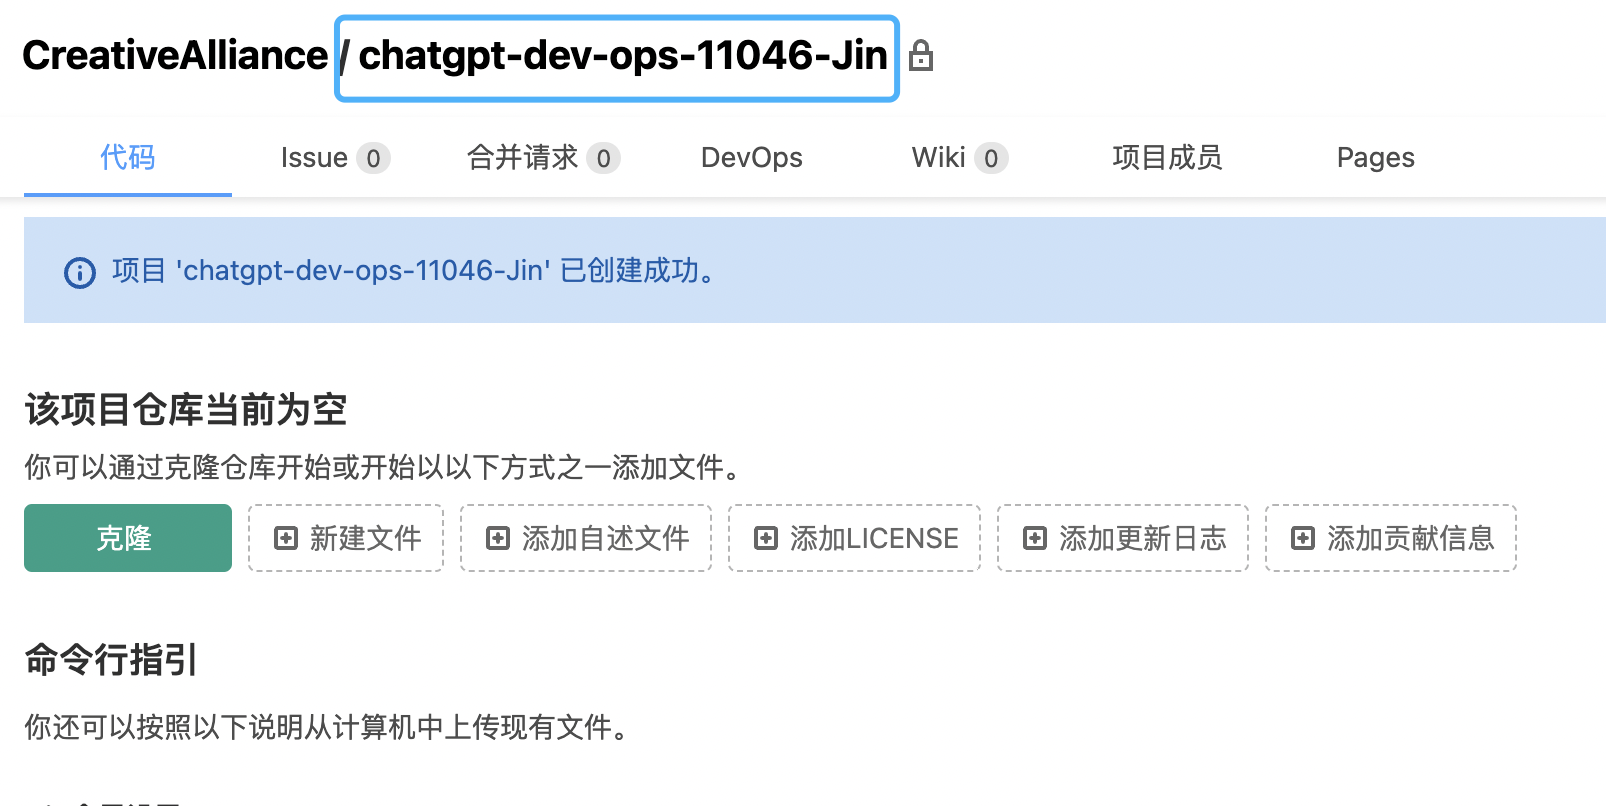 CreativeAlliance / chatgpt-dev-ops-11046-Jin
代码 Issue 0 合并请求 0 DevOps Wiki 0 项目成员 Pages
项目 'chatgpt-dev-ops-11046-Jin' 已创建成功。
该项目仓库当前为空
你可以通过克隆仓库开始或开始以以下方式之一添加文件。
克隆 新建文件 添加自述文件 添加LICENSE 添加更新日志 添加贡献信息
命令行指引
你还可以按照以下说明从计算机中上传现有文件。